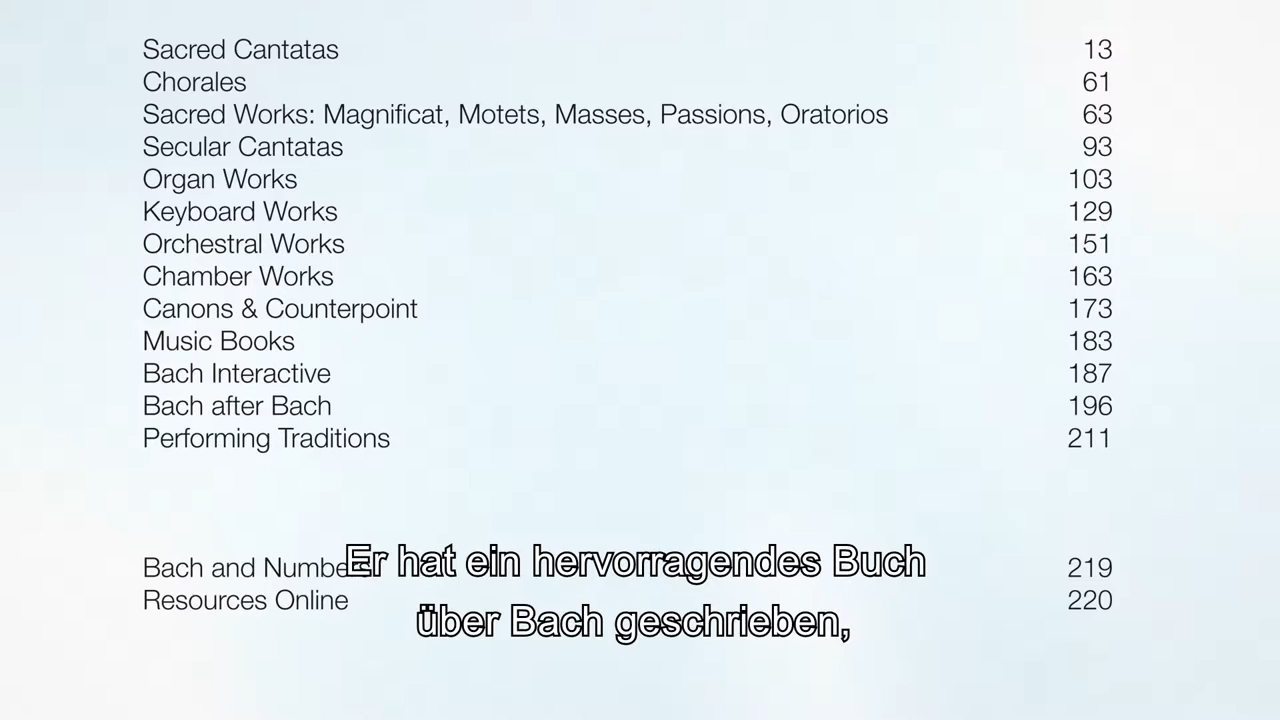 Sacred Cantatas 13
Chorales 61
Sacred Works: Magnificat, Motets, Masses, Passions, Oratorios 63
Secular Cantatas 93
Organ Works 103
Keyboard Works 129
Orchestral Works 151
Chamber Works 163
Canons & Counterpoint 173
Music Books 183
Bach Interactive 187
Bach after Bach 196
Performing Traditions 211
Bach and Numbers 219
Resources Online 220
Er hat ein hervorragendes Buch
über Bach geschrieben,